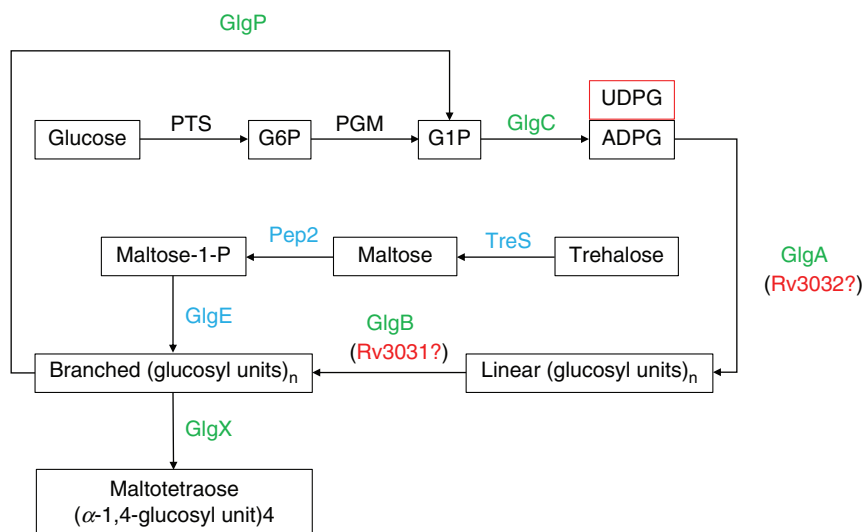 GlgP
UDPG
Glucose
PTS
G6P
PGM
G1P
GlgC
ADPG
Maltose-1-P
Pep2
Maltose
TreS
Trehalose
GlgA
(Rv3032?)
GlgE
GlgB
(Rv3031?)
Branched (glucosyl units)n
Linear (glucosyl units)n
GlgX
Maltotetraose
(α-1,4-glucosyl unit)4